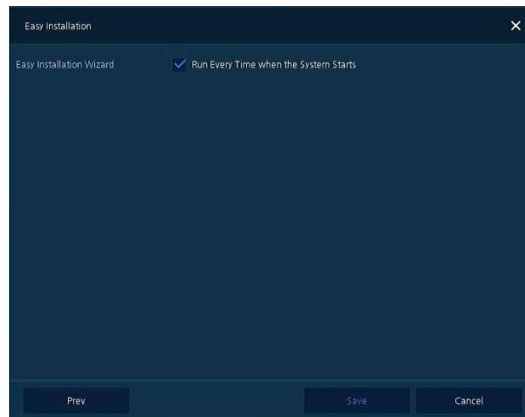 Easy Installation
Easy Installation Wizard Run Every Time when the System Starts
Prev Save Cancel